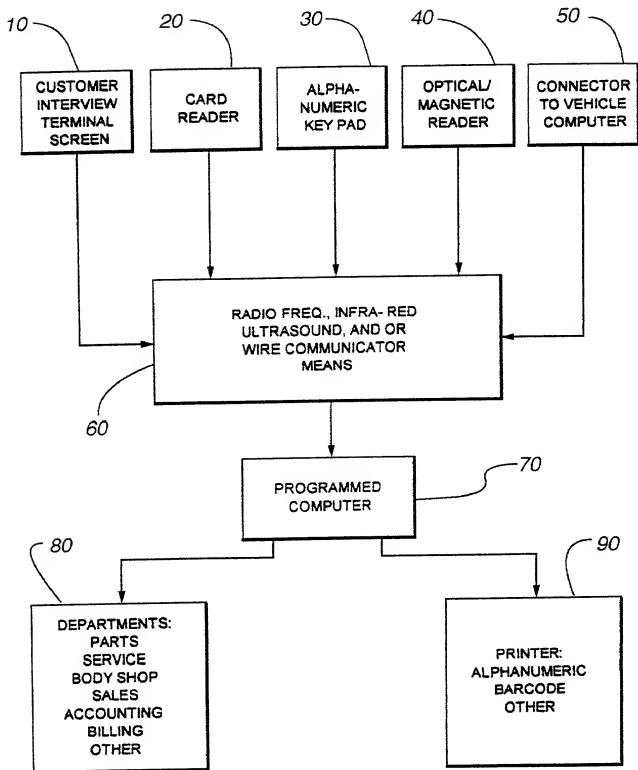 10
20
30
40
50
CUSTOMER
INTERVIEW
TERMINAL
SCREEN
CARD
READER
ALPHA-
NUMERIC
KEY PAD
OPTICAL/
MAGNETIC
READER
CONNECTOR
TO VEHICLE
COMPUTER
RADIO FREQ., INFRA- RED
ULTRASOUND, AND OR
WIRE COMMUNICATOR
MEANS
60
PROGRAMMED
COMPUTER
70
80
DEPARTMENTS:
PARTS
SERVICE
BODY SHOP
SALES
ACCOUNTING
BILLING
OTHER
90
PRINTER:
ALPHANUMERIC
BARCODE
OTHER